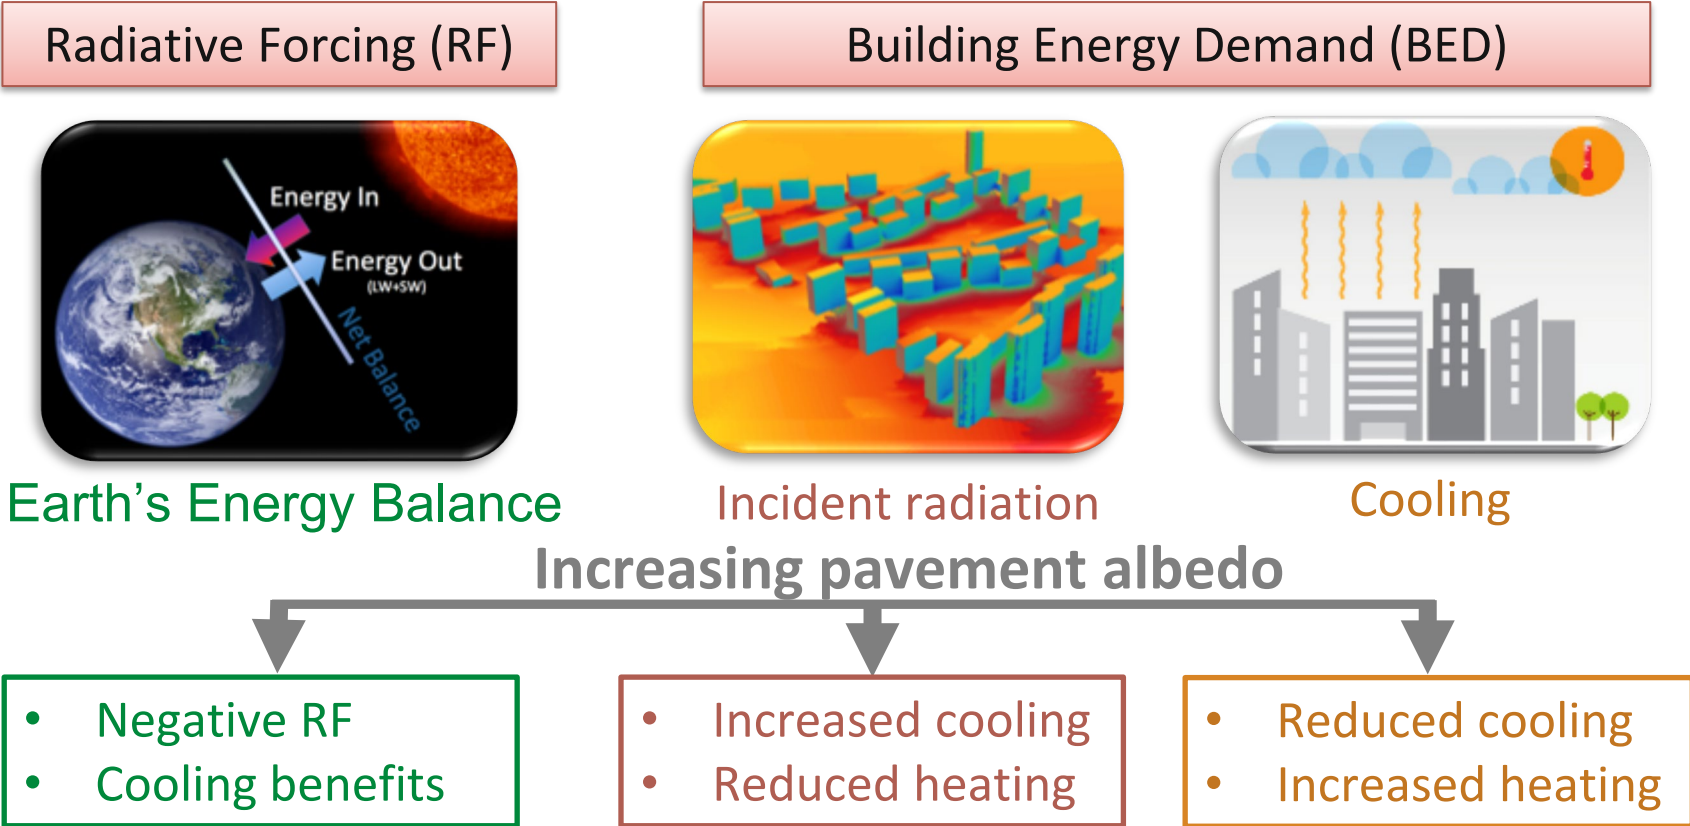 Radiative Forcing (RF)
Building Energy Demand (BED)
Energy In
Energy Out
(LW+SW)
Net Balance
Earth's Energy Balance
Incident radiation
Cooling
Increasing pavement albedo
• Negative RF
• Cooling benefits
• Increased cooling
• Reduced heating
• Reduced cooling
• Increased heating